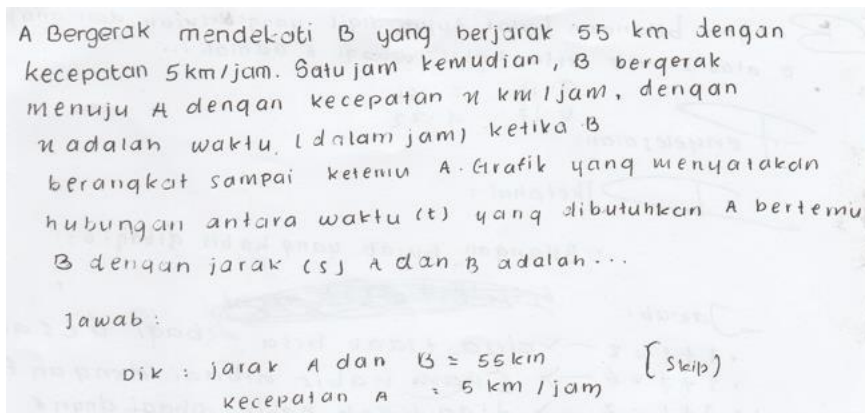 A Bergerak mendekati B yang berjarak 55 km dengan
kecepatan 5km/jam. Satu jam kemudian, B bergerak
menuju A dengan kecepatan n km/jam, dengan
n adalah waktu (dalam jam) ketika B
berangkat sampai ketemu A. Grafik yang menyatakan
hubungan antara waktu (t) yang dibutuhkan A bertemu
B dengan jarak (s) A dan B adalah...
Jawab :
Dik : jarak A dan B = 55 km [Skip)
kecepatan A : 5 km / jam